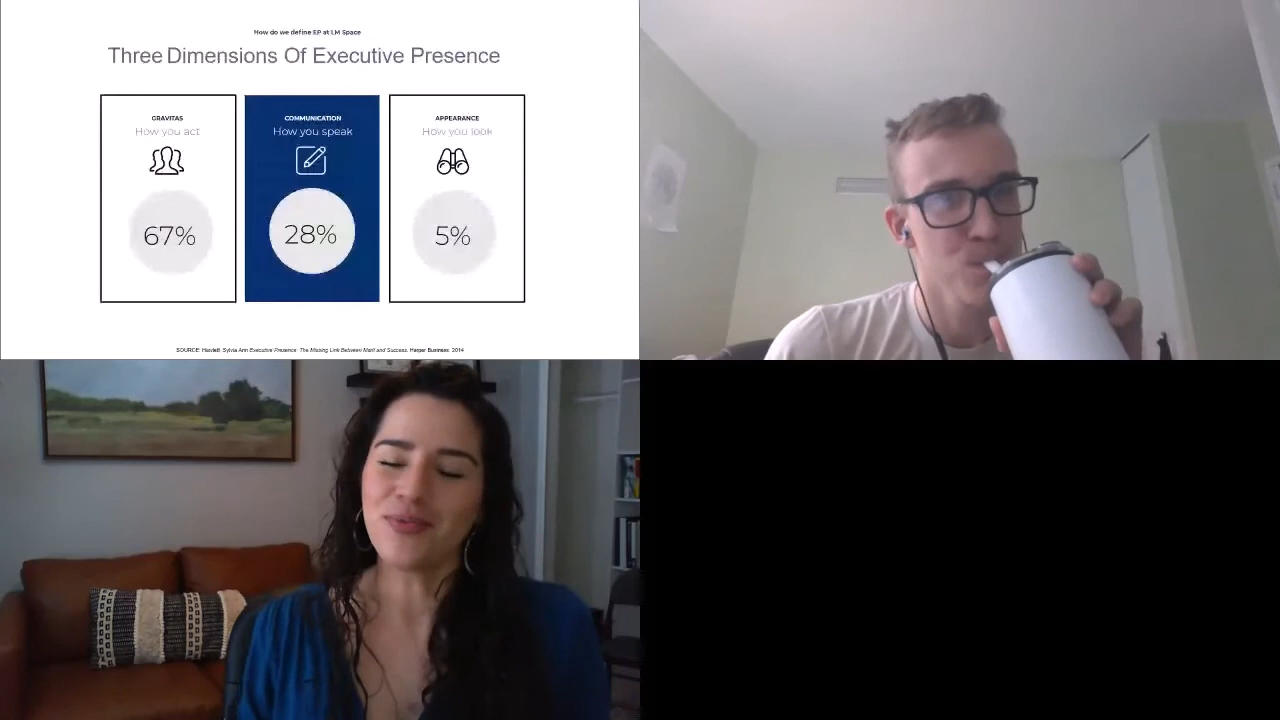 How do we define EP at LM Space
Three Dimensions Of Executive Presence
GRAVITAS
How you act
67%
COMMUNICATION
How you speak
28%
APPEARANCE
How you look
5%
SOURCE: Hewlett, Sylvia Ann Executive Presence: The Missing Link Between Merit and Success. Harper Business: 2014